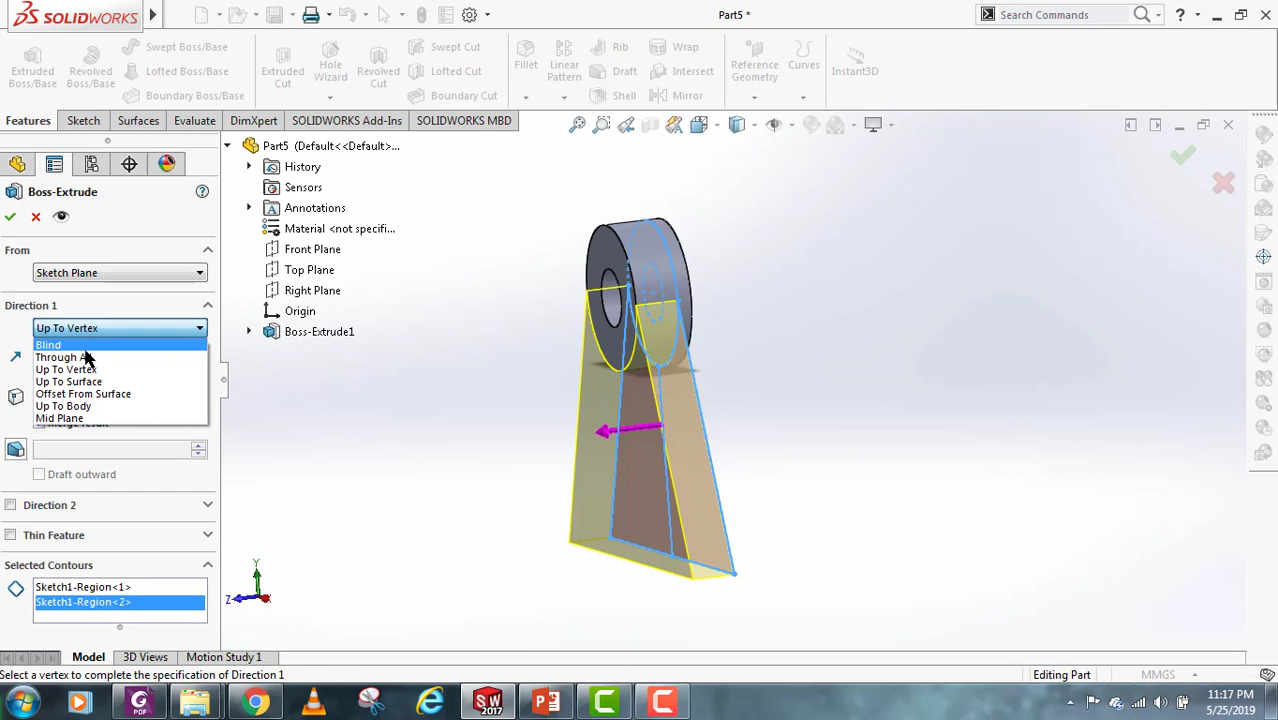 SOLIDWORKS
Part5 *
Search Commands
Extruded Boss/Base
Revolved Boss/Base
Swept Boss/Base
Lofted Boss/Base
Boundary Boss/Base
Extruded Cut
Hole Wizard
Revolved Cut
Swept Cut
Lofted Cut
Boundary Cut
Fillet
Linear Pattern
Rib
Draft
Shell
Wrap
Intersect
Mirror
Reference Geometry
Curves
Instant3D
Features
Sketch
Surfaces
Evaluate
DimXpert
SOLIDWORKS Add-Ins
SOLIDWORKS MBD
Boss-Extrude
From
Sketch Plane
Direction 1
Up To Vertex
Blind
Through A
Up To Vertex
Up To Surface
Offset From Surface
Up To Body
Mid Plane
Draft outward
Direction 2
Thin Feature
Selected Contours
Sketch1-Region<1>
Sketch1-Region<2>
Part5 (Default<<Default>...
History
Sensors
Annotations
Material <not specifi...
Front Plane
Top Plane
Right Plane
Origin
Boss-Extrude1
Y
Z
Model
3D Views
Motion Study 1
Select a vertex to complete the specification of Direction 1
Editing Part
MMGS
PDF
SW
2017
11:17 PM
5/25/2019